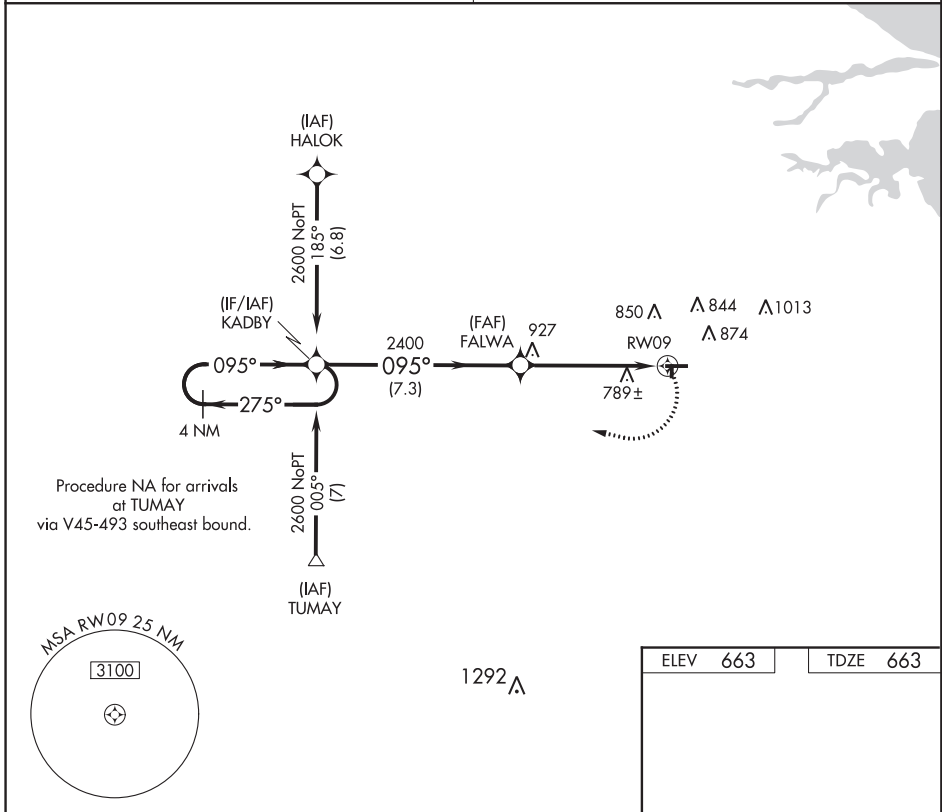 (IAF)
HALOK
2600 NoPT
185°
(6.8)
(IF/IAF)
KADBY
2400
095°
(7.3)
(FAF)
FALWA
927
850
844
1013
874
RW09
789±
095°
275°
4 NM
2600 NoPT
005°
(7)
Procedure NA for arrivals
at TUMAY
via V45-493 southeast bound.
(IAF)
TUMAY
MSA RW09 25 NM
3100
1292
ELEV 663
TDZE 663